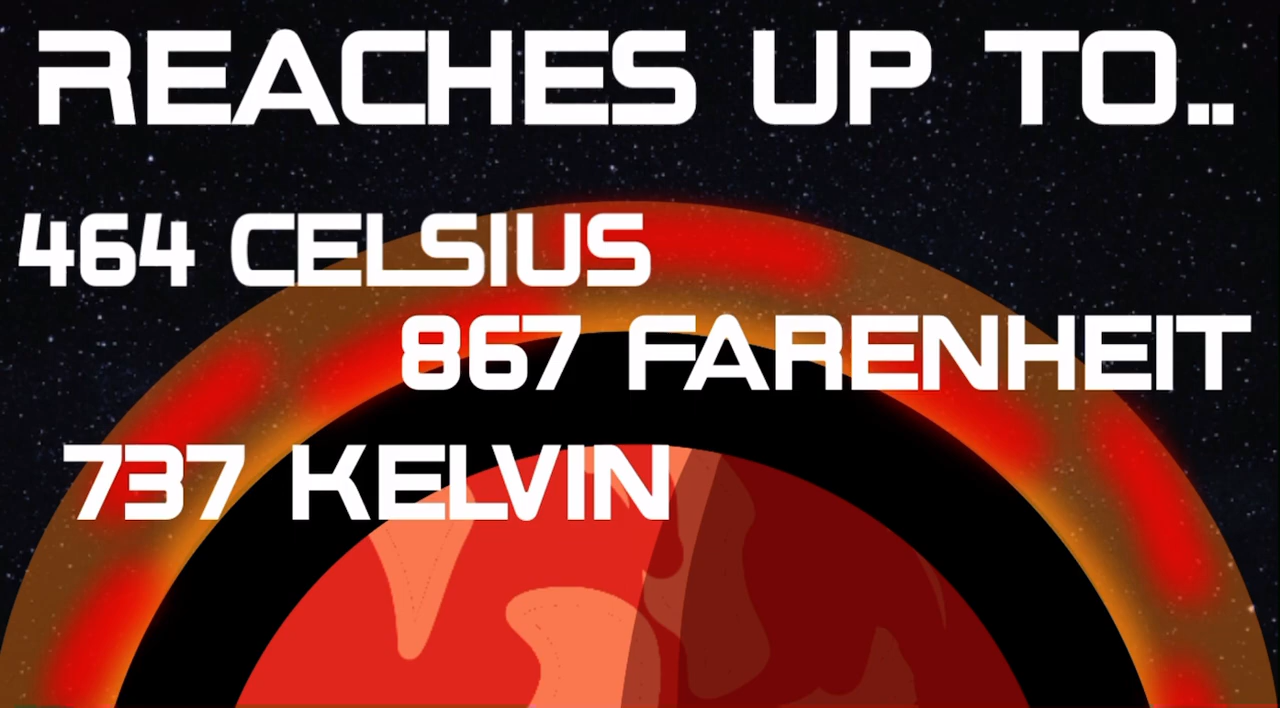 REACHES UP TO..
464 CELSIUS
867 FARENHEIT
737 KELVIN